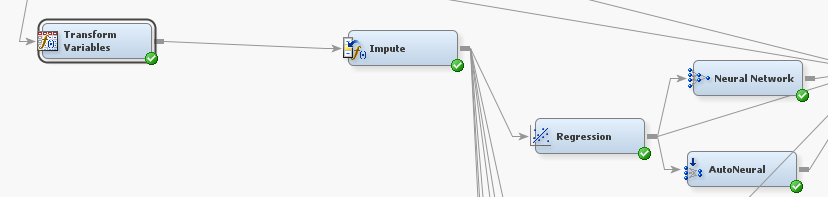 Transform
Variables
Impute
Regression
Neural Network
AutoNeural